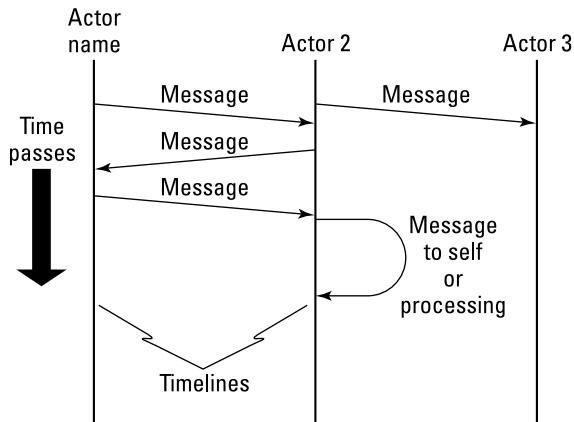 Actor
name
Actor 2
Actor 3
Message
Message
Time
passes
Message
Message
Message
to self
or
processing
Timelines